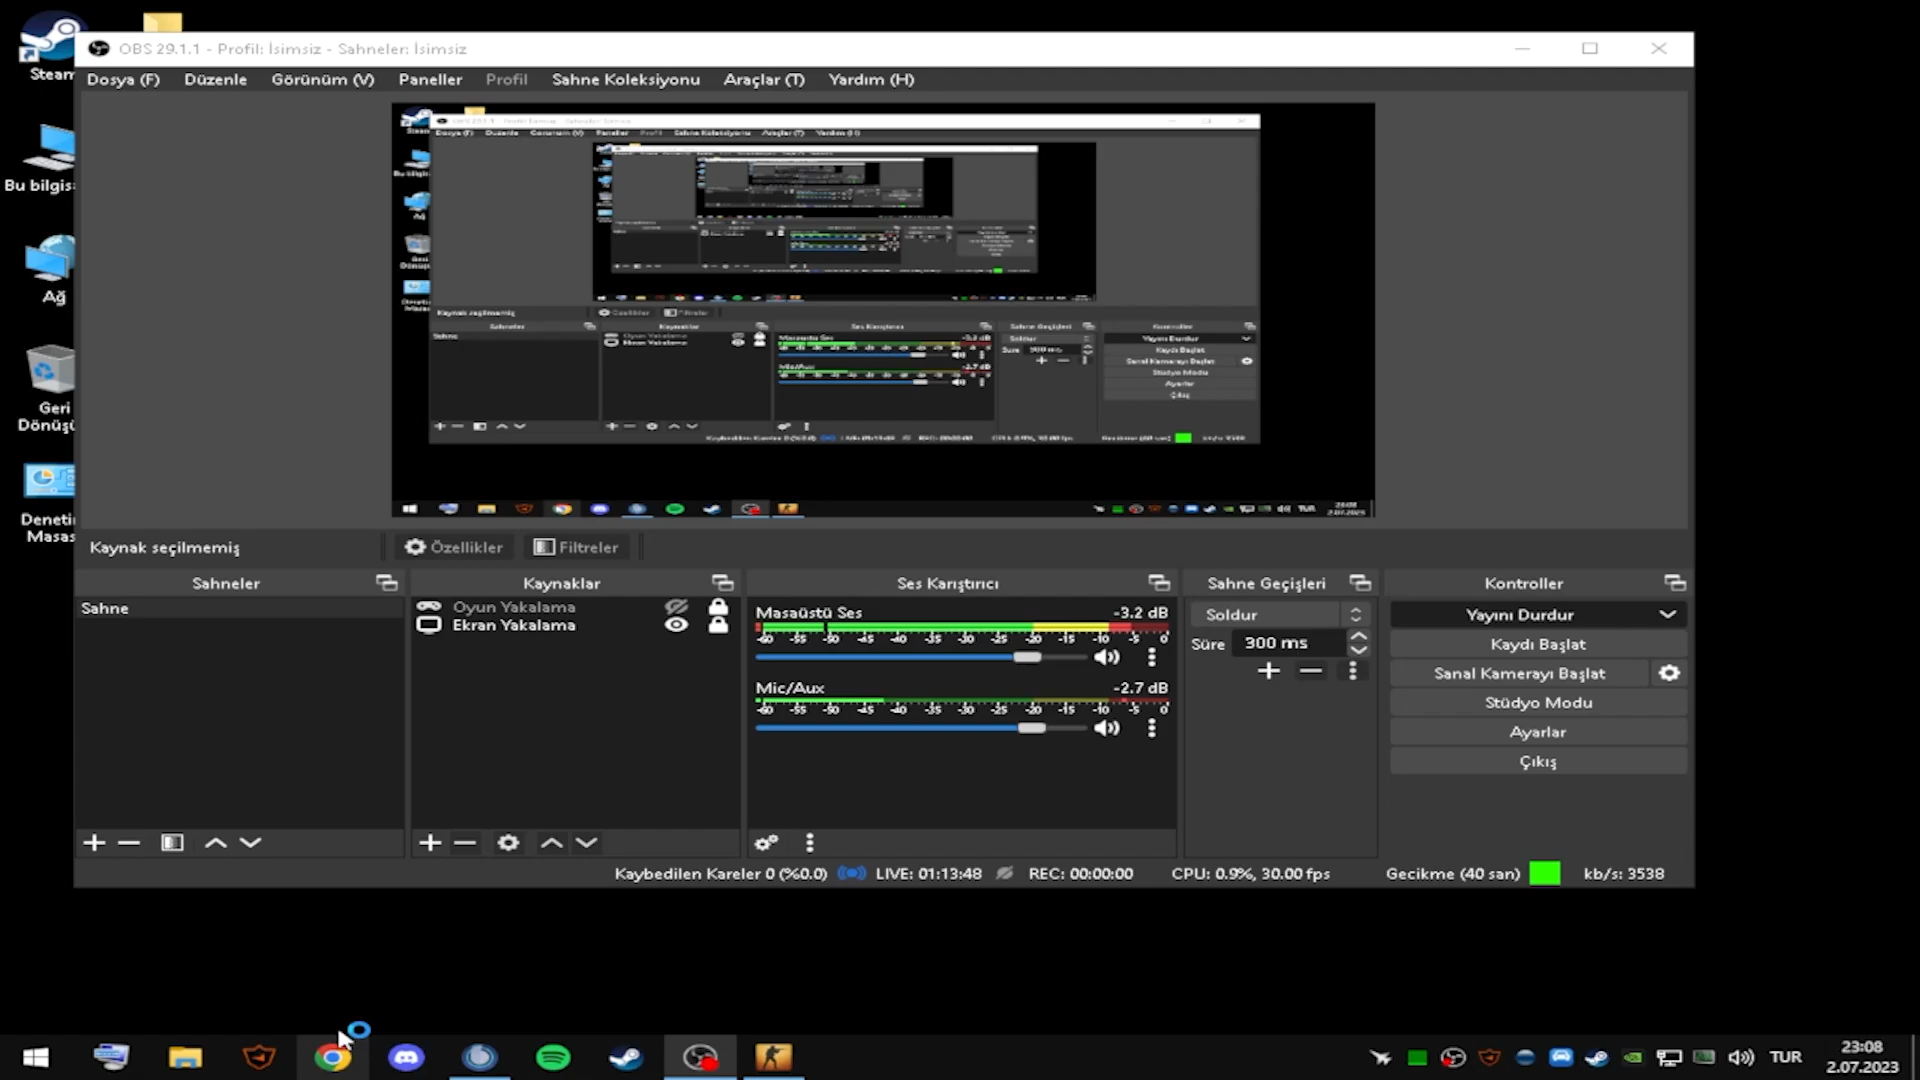 Steam
OBS 29.1.1 - Profil: İsimsiz - Sahneler: İsimsiz
Dosya (F) Düzenle Görünüm (V) Paneller Profil Sahne Koleksiyonu Araçlar (T) Yardım (H)
Bu bilgis
Ağ
Geri
Dönüşü
Deneti
Masas
Kaynak seçilmemiş Özellikler Filtreler
Sahneler Kaynaklar Ses Karıştırıcı Sahne Geçişleri Kontroller
Sahne
Oyun Yakalama
Ekran Yakalama
Masaüstü Ses -3.2 dB
-60 -55 -50 -45 -40 -35 -30 -25 -20 -15 -10 -5 0
Mic/Aux -2.7 dB
-60 -55 -50 -45 -40 -35 -30 -25 -20 -15 -10 -5 0
Soldur
Süre 300 ms
Yayını Durdur
Kaydı Başlat
Sanal Kamerayı Başlat
Stüdyo Modu
Ayarlar
Çıkış
Kaybedilen Kareler 0 (%0.0) LIVE: 01:13:48 REC: 00:00:00 CPU: 0.9%, 30.00 fps Gecikme (40 san) kb/s: 3538
TUR
23:08
2.07.2023